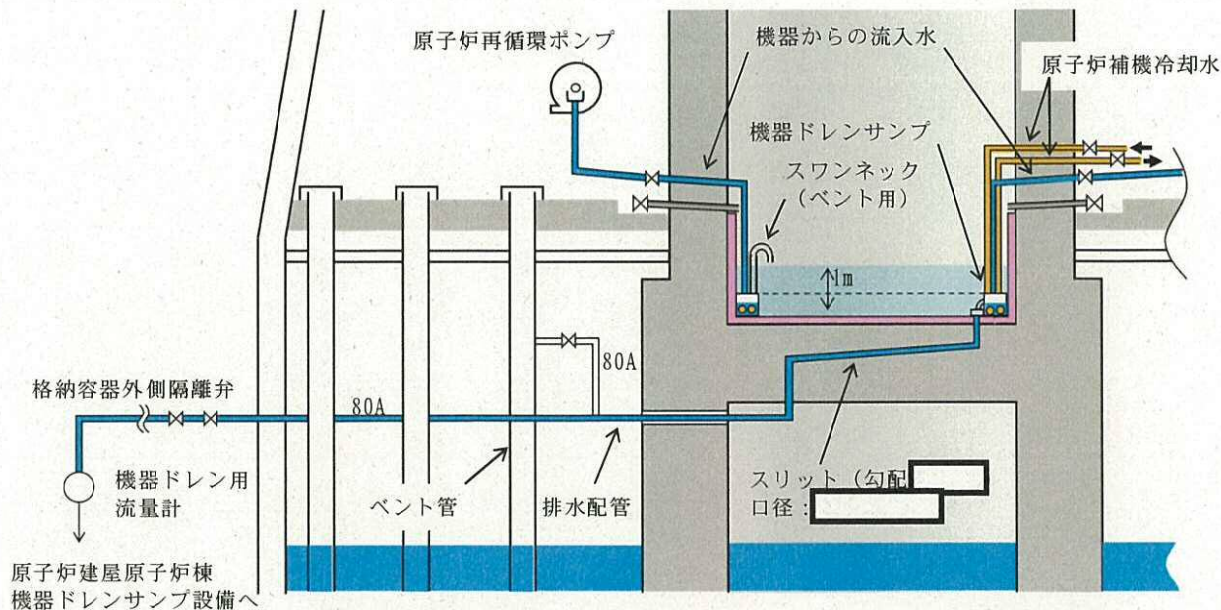 原子炉再循環ポンプ
機器からの流入水
原子炉補機冷却水
機器ドレンサンプ
スワンネック
（ベント用）
1m
80A
格納容器外側隔離弁
80A
機器ドレン用
流量計
ベント管
排水配管
スリット（勾配
口径：
原子炉建屋原子炉棟
機器ドレンサンプ設備へ